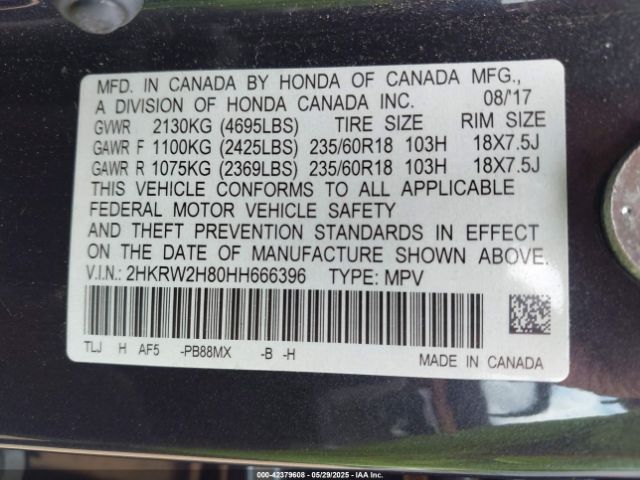 MFD. IN CANADA BY HONDA OF CANADA MFG.,
A DIVISION OF HONDA CANADA INC. 08/'17
GVWR 2130KG (4695LBS) TIRE SIZE RIM SIZE
GAWR F 1100KG (2425LBS) 235/60R18 103H 18X7.5J
GAWR R 1075KG (2369LBS) 235/60R18 103H 18X7.5J
THIS VEHICLE CONFORMS TO ALL APPLICABLE
FEDERAL MOTOR VEHICLE SAFETY
AND THEFT PREVENTION STANDARDS IN EFFECT
ON THE DATE OF MANUFACTURE SHOWN ABOVE.
V.I.N.: 2HKRW2H80HH666396 TYPE: MPV
TLJ H AF5 -PB88MX -B -H
MADE IN CANADA
000-42379608 - 05/29/2025 - IAAI.COM